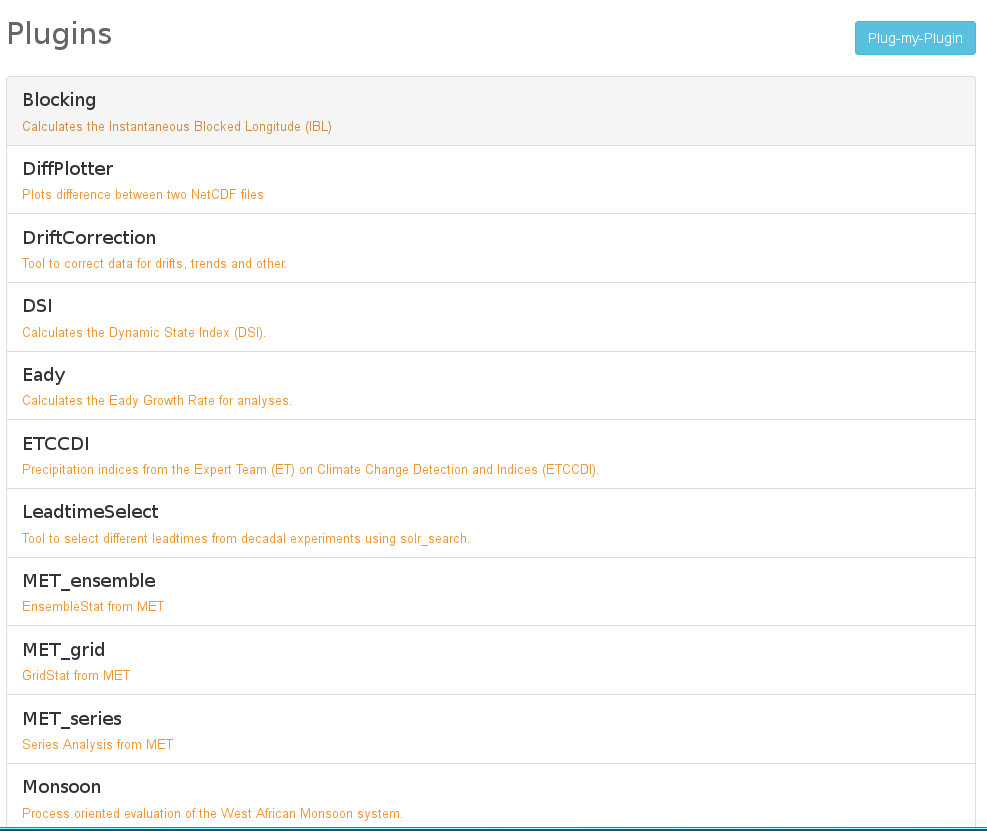 Plugins
Plug-my-Plugin
Blocking
Calculates the Instantaneous Blocked Longitude (IBL)
DiffPlotter
Plots difference between two NetCDF files
DriftCorrection
Tool to correct data for drifts, trends and other.
DSI
Calculates the Dynamic State Index (DSI).
Eady
Calculates the Eady Growth Rate for analyses.
ETCCDI
Precipitation indices from the Expert Team (ET) on Climate Change Detection and Indices (ETCCDI).
LeadtimeSelect
Tool to select different leadtimes from decadal experiments using solr_search.
MET_ensemble
EnsembleStat from MET
MET_grid
GridStat from MET
MET_series
Series Analysis from MET
Monsoon
Process oriented evaluation of the West African Monsoon system.